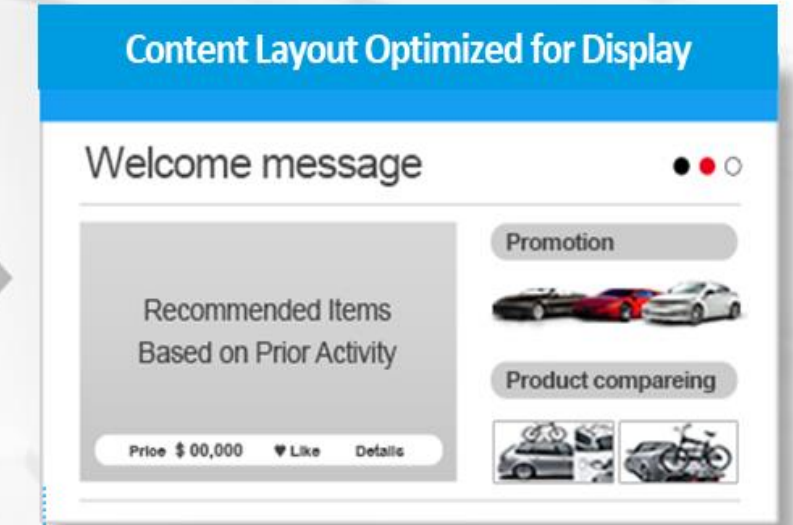 Content Layout Optimized for Display
Welcome message
Recommended Items
Based on Prior Activity
Price $ 00,000 ♥ Like Details
Promotion
Product compareing